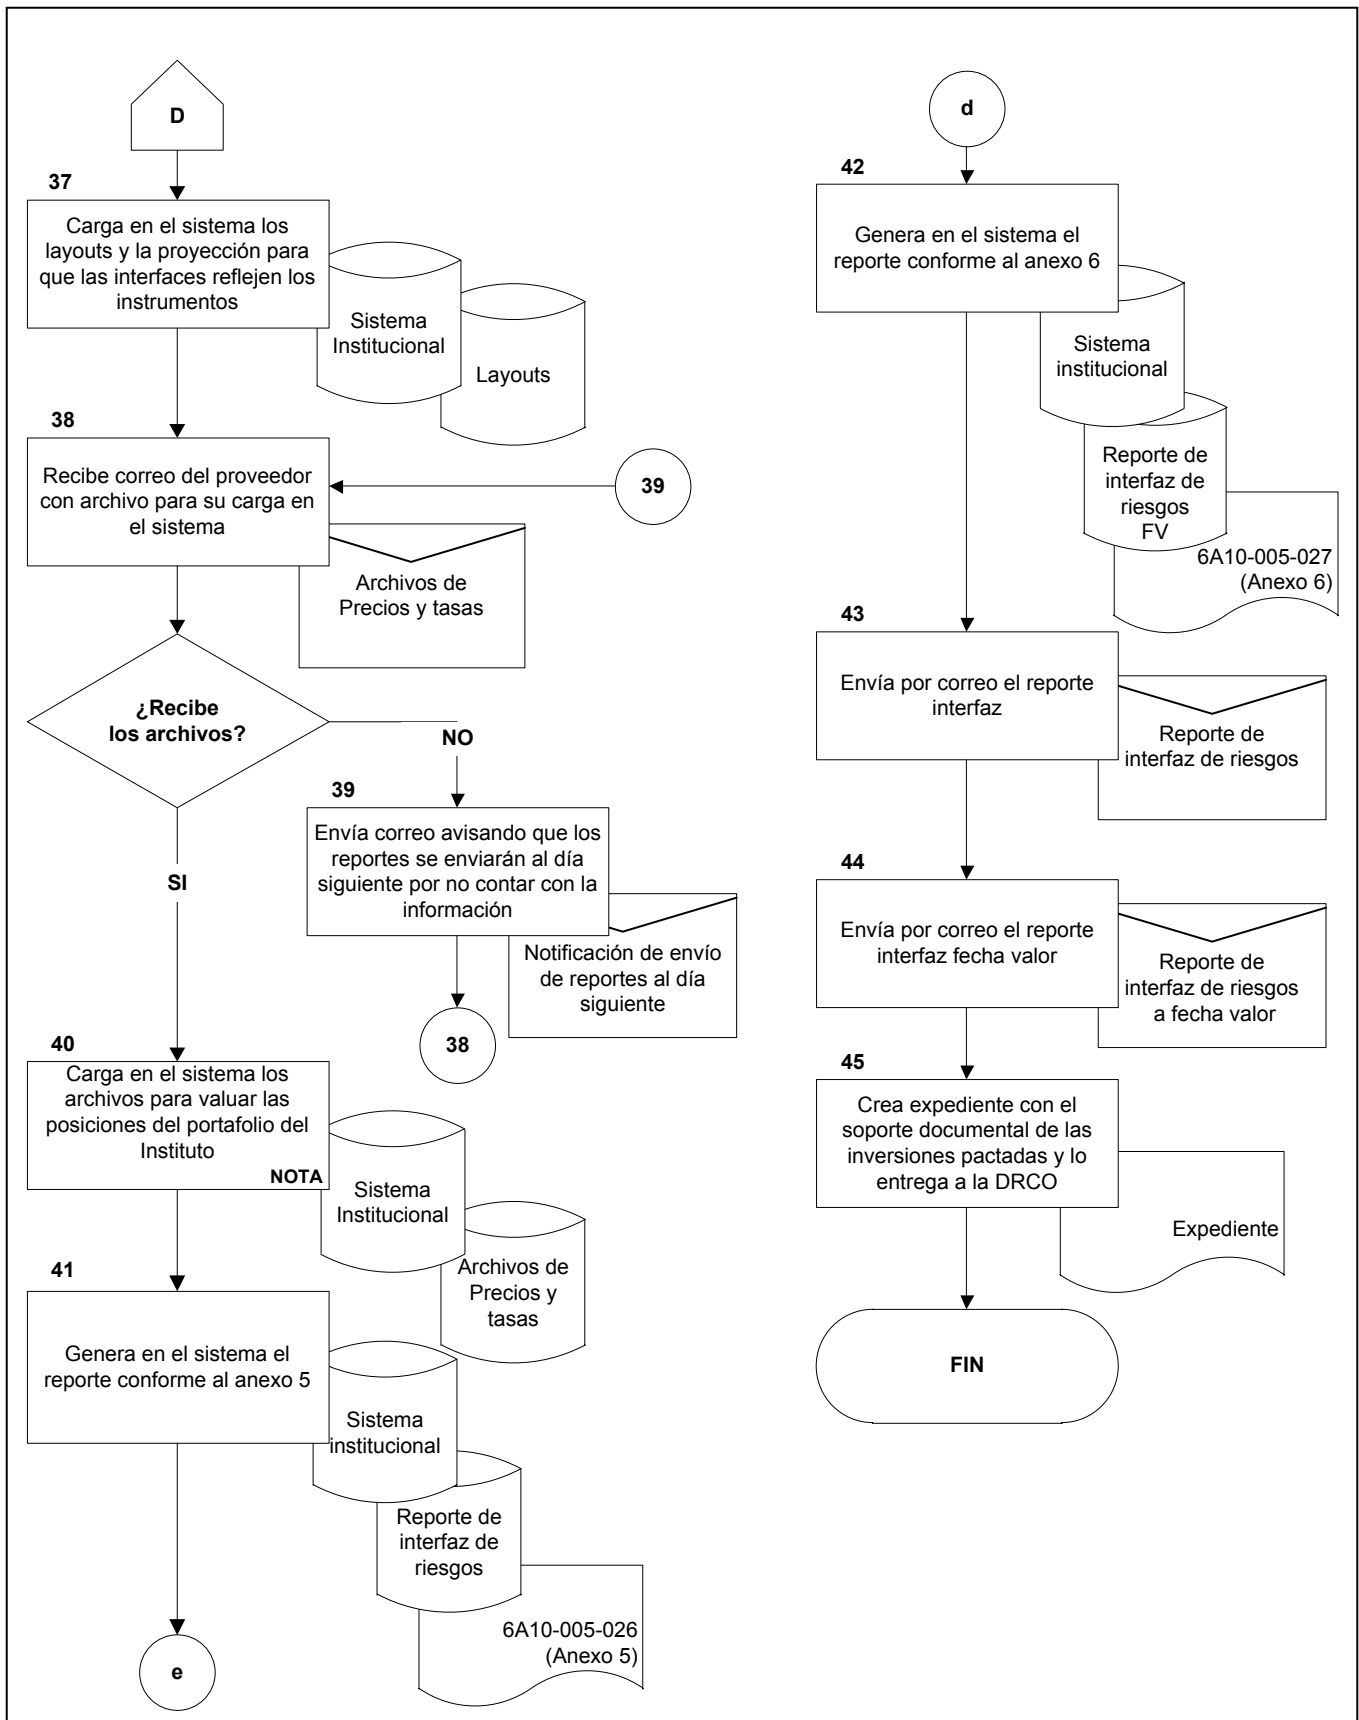 D
37
Carga en el sistema los
layouts y la proyección para
que las interfaces reflejen los
instrumentos
Sistema
Institucional
Layouts
38
Recibe correo del proveedor
con archivo para su carga en
el sistema
39
Archivos de
Precios y tasas
¿Recibe
los archivos?
NO
SI
39
Envía correo avisando que los
reportes se enviarán al día
siguiente por no contar con la
información
Notificación de envío
de reportes al día
siguiente
38
40
Carga en el sistema los
archivos para valuar las
posiciones del portafolio del
Instituto
NOTA
Sistema
Institucional
Archivos de
Precios y
tasas
41
Genera en el sistema el
reporte conforme al anexo 5
Sistema
institucional
Reporte de
interfaz de
riesgos
6A10-005-026
(Anexo 5)
e
d
42
Genera en el sistema el
reporte conforme al anexo 6
Sistema
institucional
Reporte de
interfaz de
riesgos
FV
6A10-005-027
(Anexo 6)
43
Envía por correo el reporte
interfaz
Reporte de
interfaz de riesgos
44
Envía por correo el reporte
interfaz fecha valor
Reporte de
interfaz de riesgos
a fecha valor
45
Crea expediente con el
soporte documental de las
inversiones pactadas y lo
entrega a la DRCO
Expediente
FIN